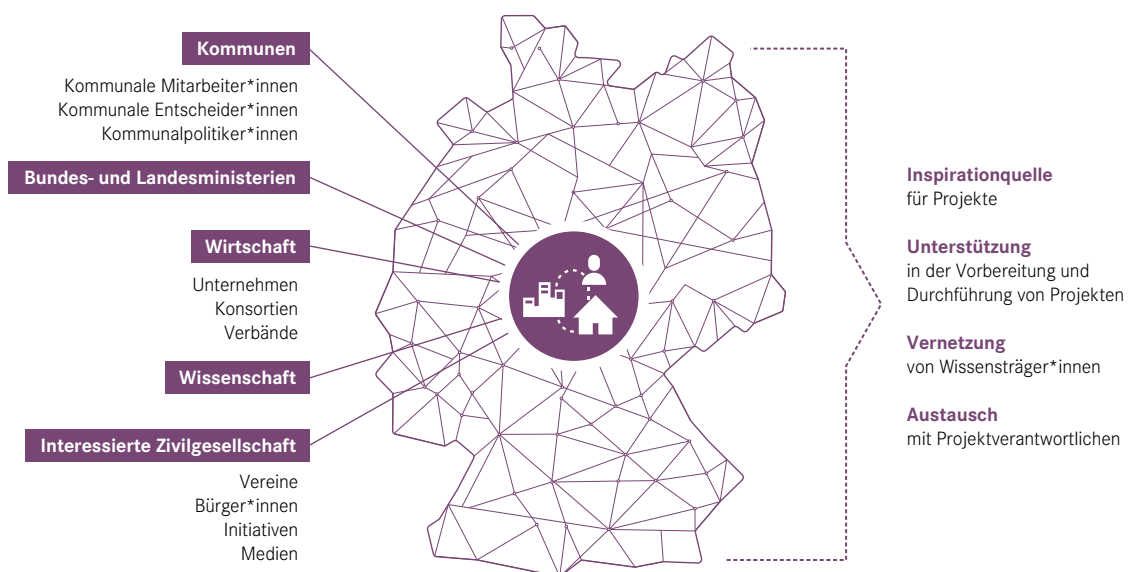 Kommunen
Kommunale Mitarbeiter*innen
Kommunale Entscheider*innen
Kommunalpolitiker*innen
Bundes- und Landesministerien
Wirtschaft
Unternehmen
Konsortien
Verbände
Wissenschaft
Interessierte Zivilgesellschaft
Vereine
Bürger*innen
Initiativen
Medien
Inspirationquelle
für Projekte
Unterstützung
in der Vorbereitung und
Durchführung von Projekten
Vernetzung
von Wissensträger*innen
Austausch
mit Projektverantwortlichen